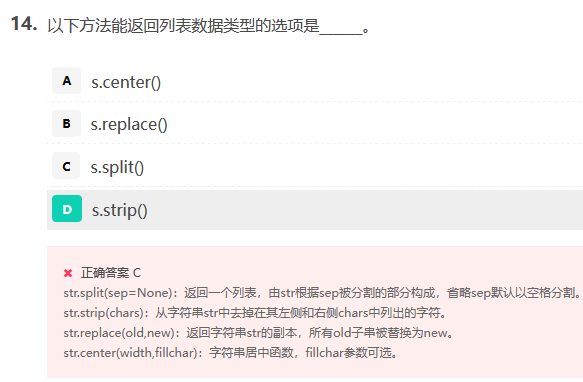 14. 以下方法能返回列表数据类型的选项是______。
A s.center()
B s.replace()
C s.split()
D s.strip()
✖ 正确答案 C
str.split(sep=None)：返回一个列表，由str根据sep被分割的部分构成，省略sep默认以空格分割。
str.strip(chars)：从字符串str中去掉在其左侧和右侧chars中列出的字符。
str.replace(old,new)：返回字符串str的副本，所有old子串被替换为new。
str.center(width,fillchar)：字符串居中函数，fillchar参数可选。